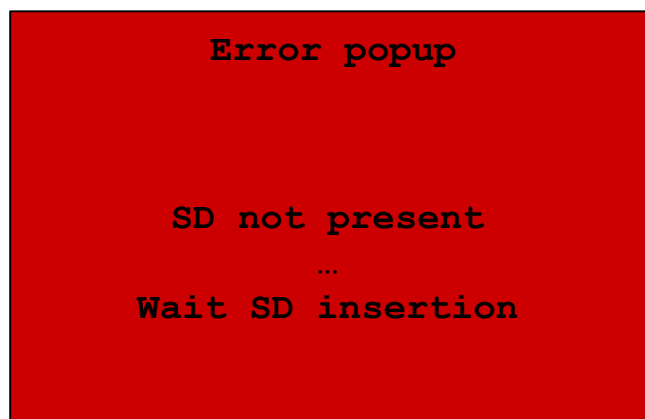 Error popup
SD not present
…
Wait SD insertion